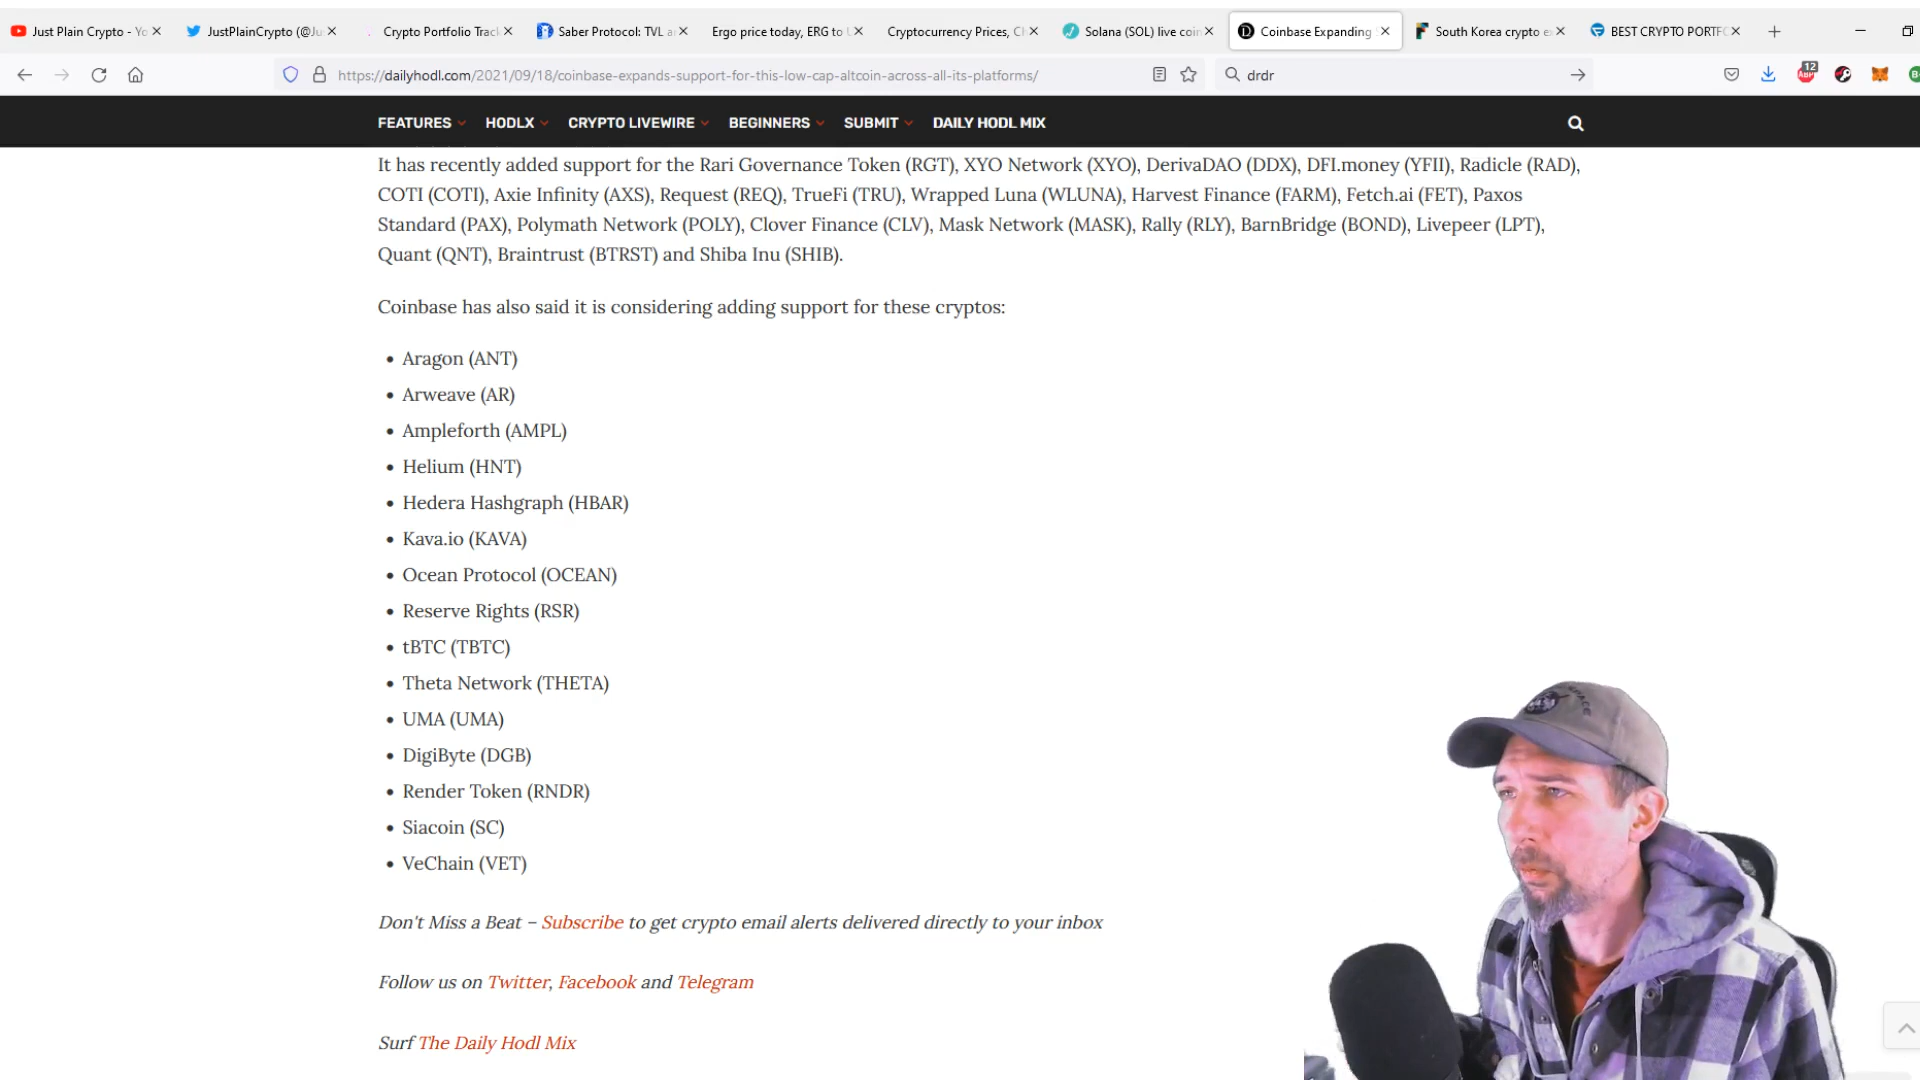 Just Plain Crypto - Yo
JustPlainCrypto (@Ju
Crypto Portfolio Trac
Saber Protocol: TVL a
Ergo price today, ERG to U
Cryptocurrency Prices, Ch
Solana (SOL) live coin
Coinbase Expanding S
South Korea crypto e
BEST CRYPTO PORTF
https://dailyhodl.com/2021/09/18/coinbase-expands-support-for-this-low-cap-altcoin-across-all-its-platforms/
drdr
12
FEATURES HODLX CRYPTO LIVEWIRE BEGINNERS SUBMIT DAILY HODL MIX
It has recently added support for the Rari Governance Token (RGT), XYO Network (XYO), DerivaDAO (DDX), DFI.money (YFII), Radicle (RAD),
COTI (COTI), Axie Infinity (AXS), Request (REQ), TrueFi (TRU), Wrapped Luna (WLUNA), Harvest Finance (FARM), Fetch.ai (FET), Paxos
Standard (PAX), Polymath Network (POLY), Clover Finance (CLV), Mask Network (MASK), Rally (RLY), BarnBridge (BOND), Livepeer (LPT),
Quant (QNT), Braintrust (BTRST) and Shiba Inu (SHIB).
Coinbase has also said it is considering adding support for these cryptos:
• Aragon (ANT)
• Arweave (AR)
• Ampleforth (AMPL)
• Helium (HNT)
• Hedera Hashgraph (HBAR)
• Kava.io (KAVA)
• Ocean Protocol (OCEAN)
• Reserve Rights (RSR)
• tBTC (TBTC)
• Theta Network (THETA)
• UMA (UMA)
• DigiByte (DGB)
• Render Token (RNDR)
• Siacoin (SC)
• VeChain (VET)
Don't Miss a Beat – Subscribe to get crypto email alerts delivered directly to your inbox
Follow us on Twitter, Facebook and Telegram
Surf The Daily Hodl Mix